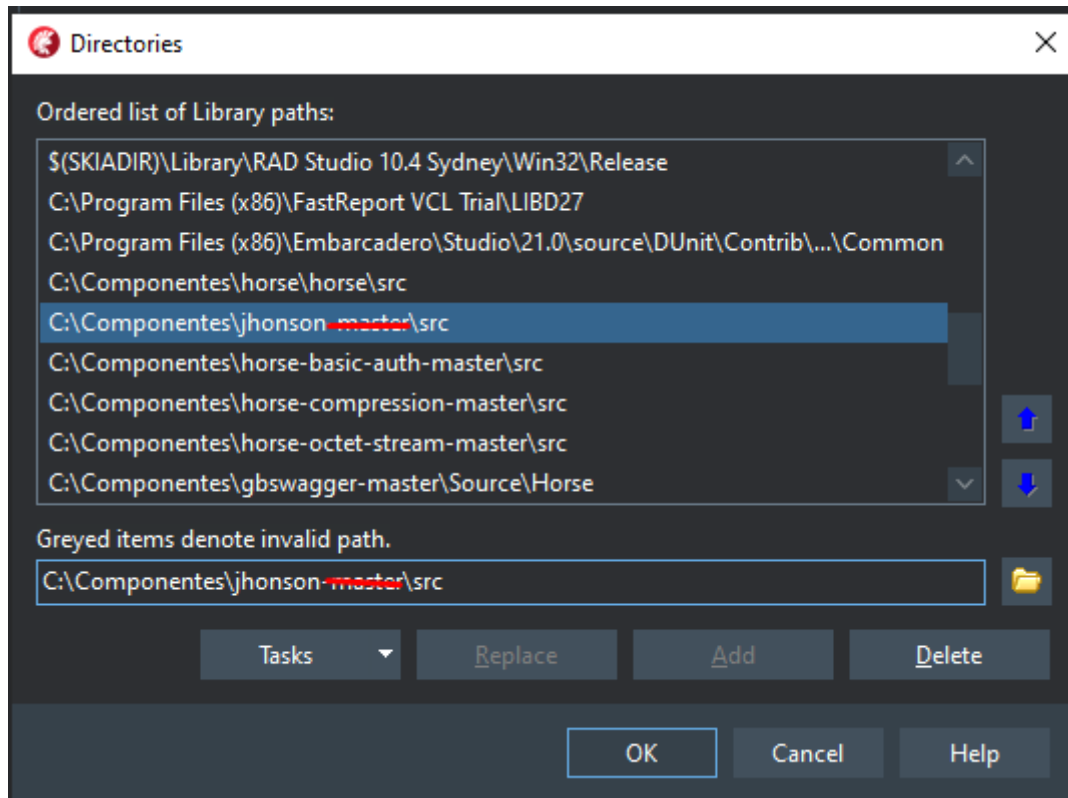 Directories
Ordered list of Library paths:
$(SKIADIR)\Library\RAD Studio 10.4 Sydney\Win32\Release
C:\Program Files (x86)\FastReport VCL Trial\LIBD27
C:\Program Files (x86)\Embarcadero\Studio\21.0\source\DUnit\Contrib\...\Common
C:\Componentes\horse\horse\src
C:\Componentes\jhonson-master\src
C:\Componentes\horse-basic-auth-master\src
C:\Componentes\horse-compression-master\src
C:\Componentes\horse-octet-stream-master\src
C:\Componentes\gbswagger-master\Source\Horse
Greyed items denote invalid path.
C:\Componentes\jhonson-master\src
Tasks Replace Add Delete
OK Cancel Help